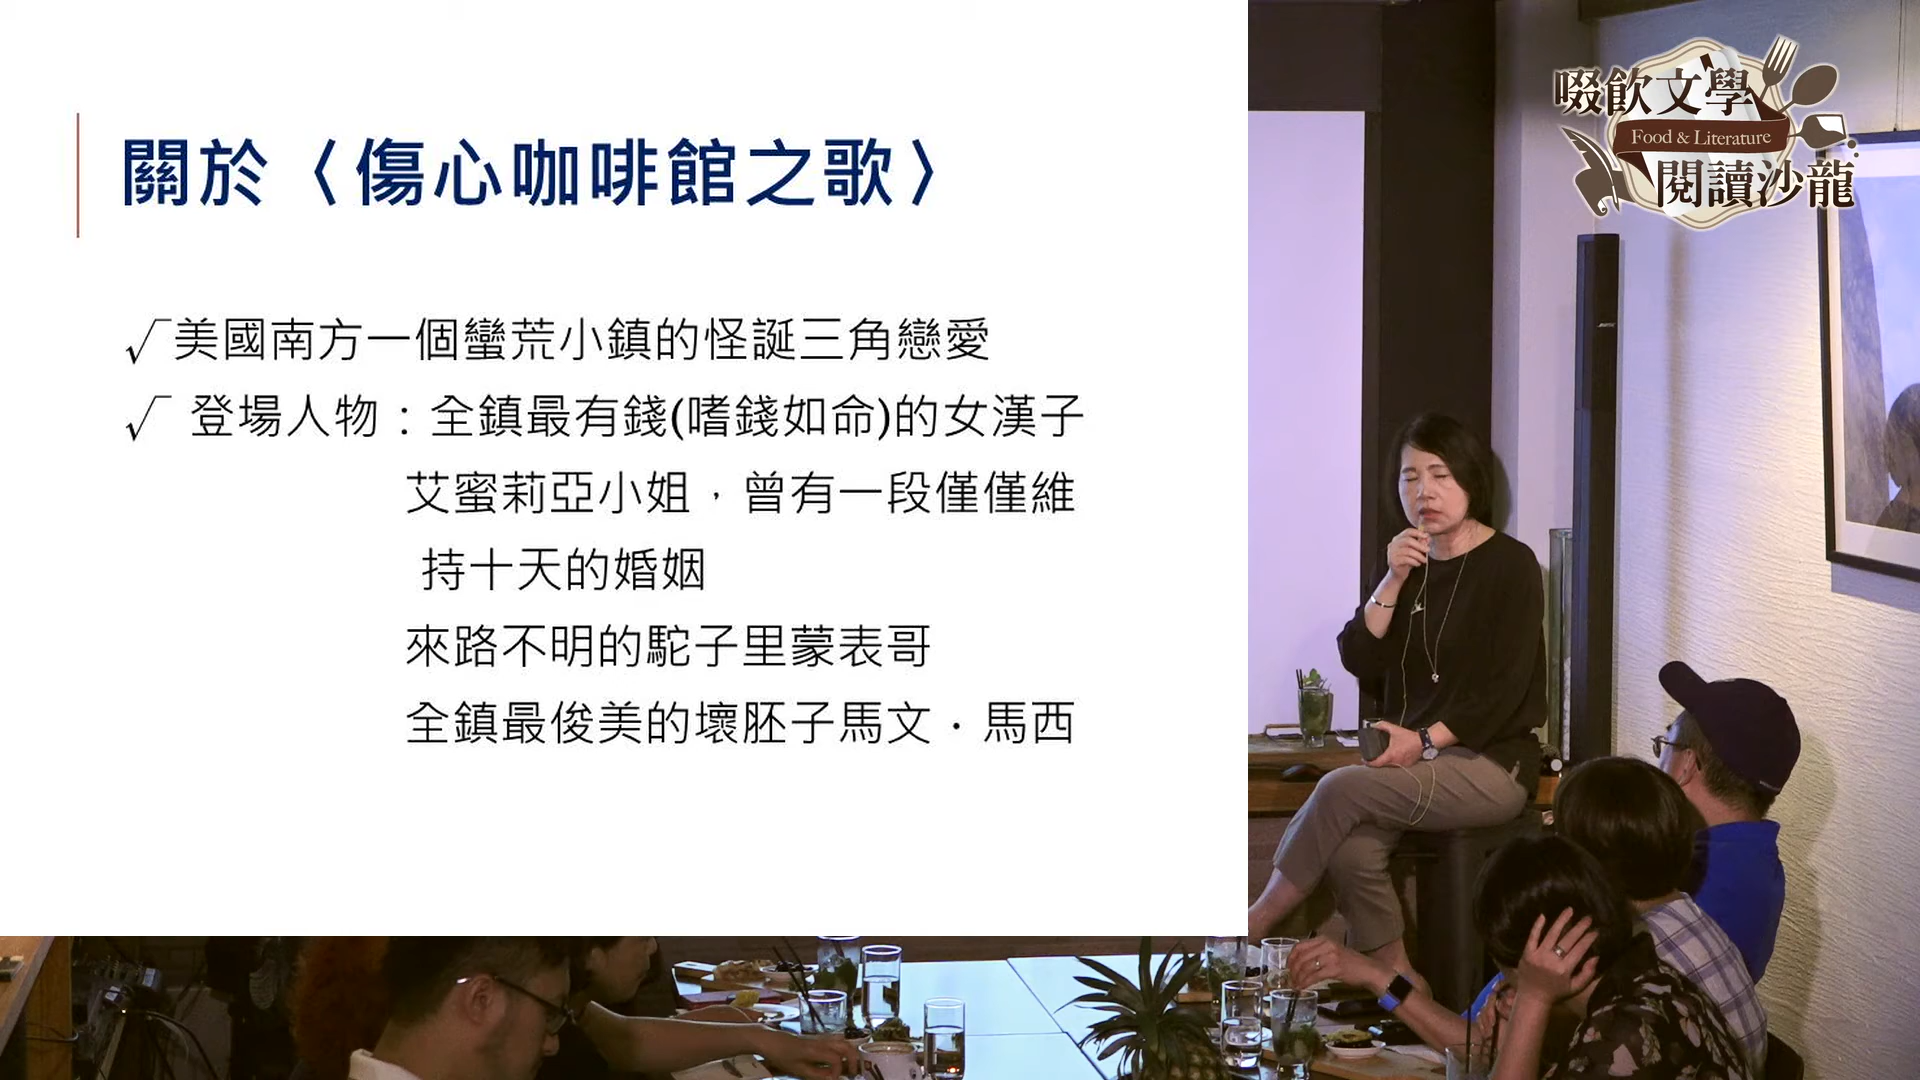 關於〈傷心咖啡館之歌〉
√美國南方一個蠻荒小鎮的怪誕三角戀愛
√ 登場人物：全鎮最有錢(嗜錢如命)的女漢子
艾蜜莉亞小姐，曾有一段僅僅維
持十天的婚姻
來路不明的駝子里蒙表哥
全鎮最俊美的壞胚子馬文．馬西
啜飲文學
Food & Literature
閱讀沙龍